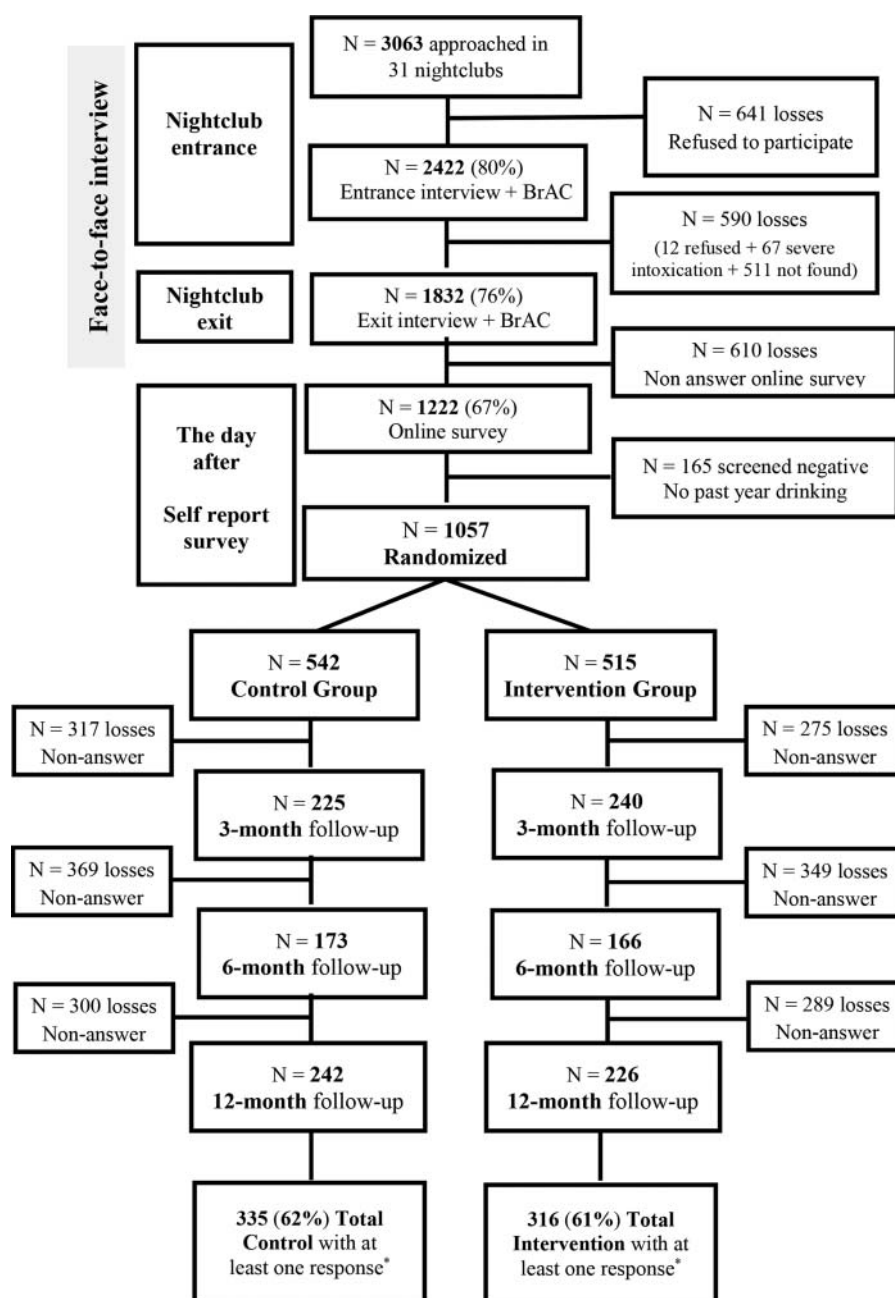 N = 3063 approached in
31 nightclubs
Face-to-face interview
Nightclub
entrance
N = 641 losses
Refused to participate
N = 2422 (80%)
Entrance interview + BrAC
N = 590 losses
(12 refused + 67 severe
intoxication + 511 not found)
Nightclub
exit
N = 1832 (76%)
Exit interview + BrAC
N = 610 losses
Non answer online survey
The day
after
Self report
survey
N = 1222 (67%)
Online survey
N = 165 screened negative
No past year drinking
N = 1057
Randomized
N = 542
Control Group
N = 515
Intervention Group
N = 317 losses
Non-answer
N = 275 losses
Non-answer
N = 225
3-month follow-up
N = 240
3-month follow-up
N = 369 losses
Non-answer
N = 349 losses
Non-answer
N = 173
6-month follow-up
N = 166
6-month follow-up
N = 300 losses
Non-answer
N = 289 losses
Non-answer
N = 242
12-month follow-up
N = 226
12-month follow-up
335 (62%) Total
Control with at
least one response*
316 (61%) Total
Intervention with at
least one response*